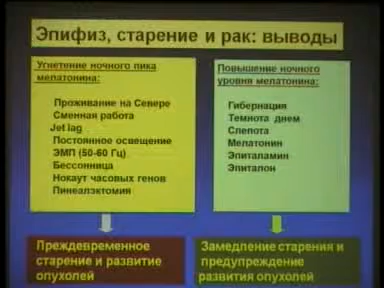 Эпифиз, старение и рак: выводы
Угнетение ночного пика
мелатонина:
Проживание на Севере
Сменная работа
Jet lag
Постоянное освещение
ЭМП (50-60 Гц)
Бессонница
Нокаут часовых генов
Пинеалэктомия
Повышение ночного
уровня мелатонина:
Гибернация
Темнота днем
Слепота
Мелатонин
Эпиталамин
Эпиталон
Преждевременное
старение и развитие
опухолей
Замедление старения и
предупреждение
развития опухолей